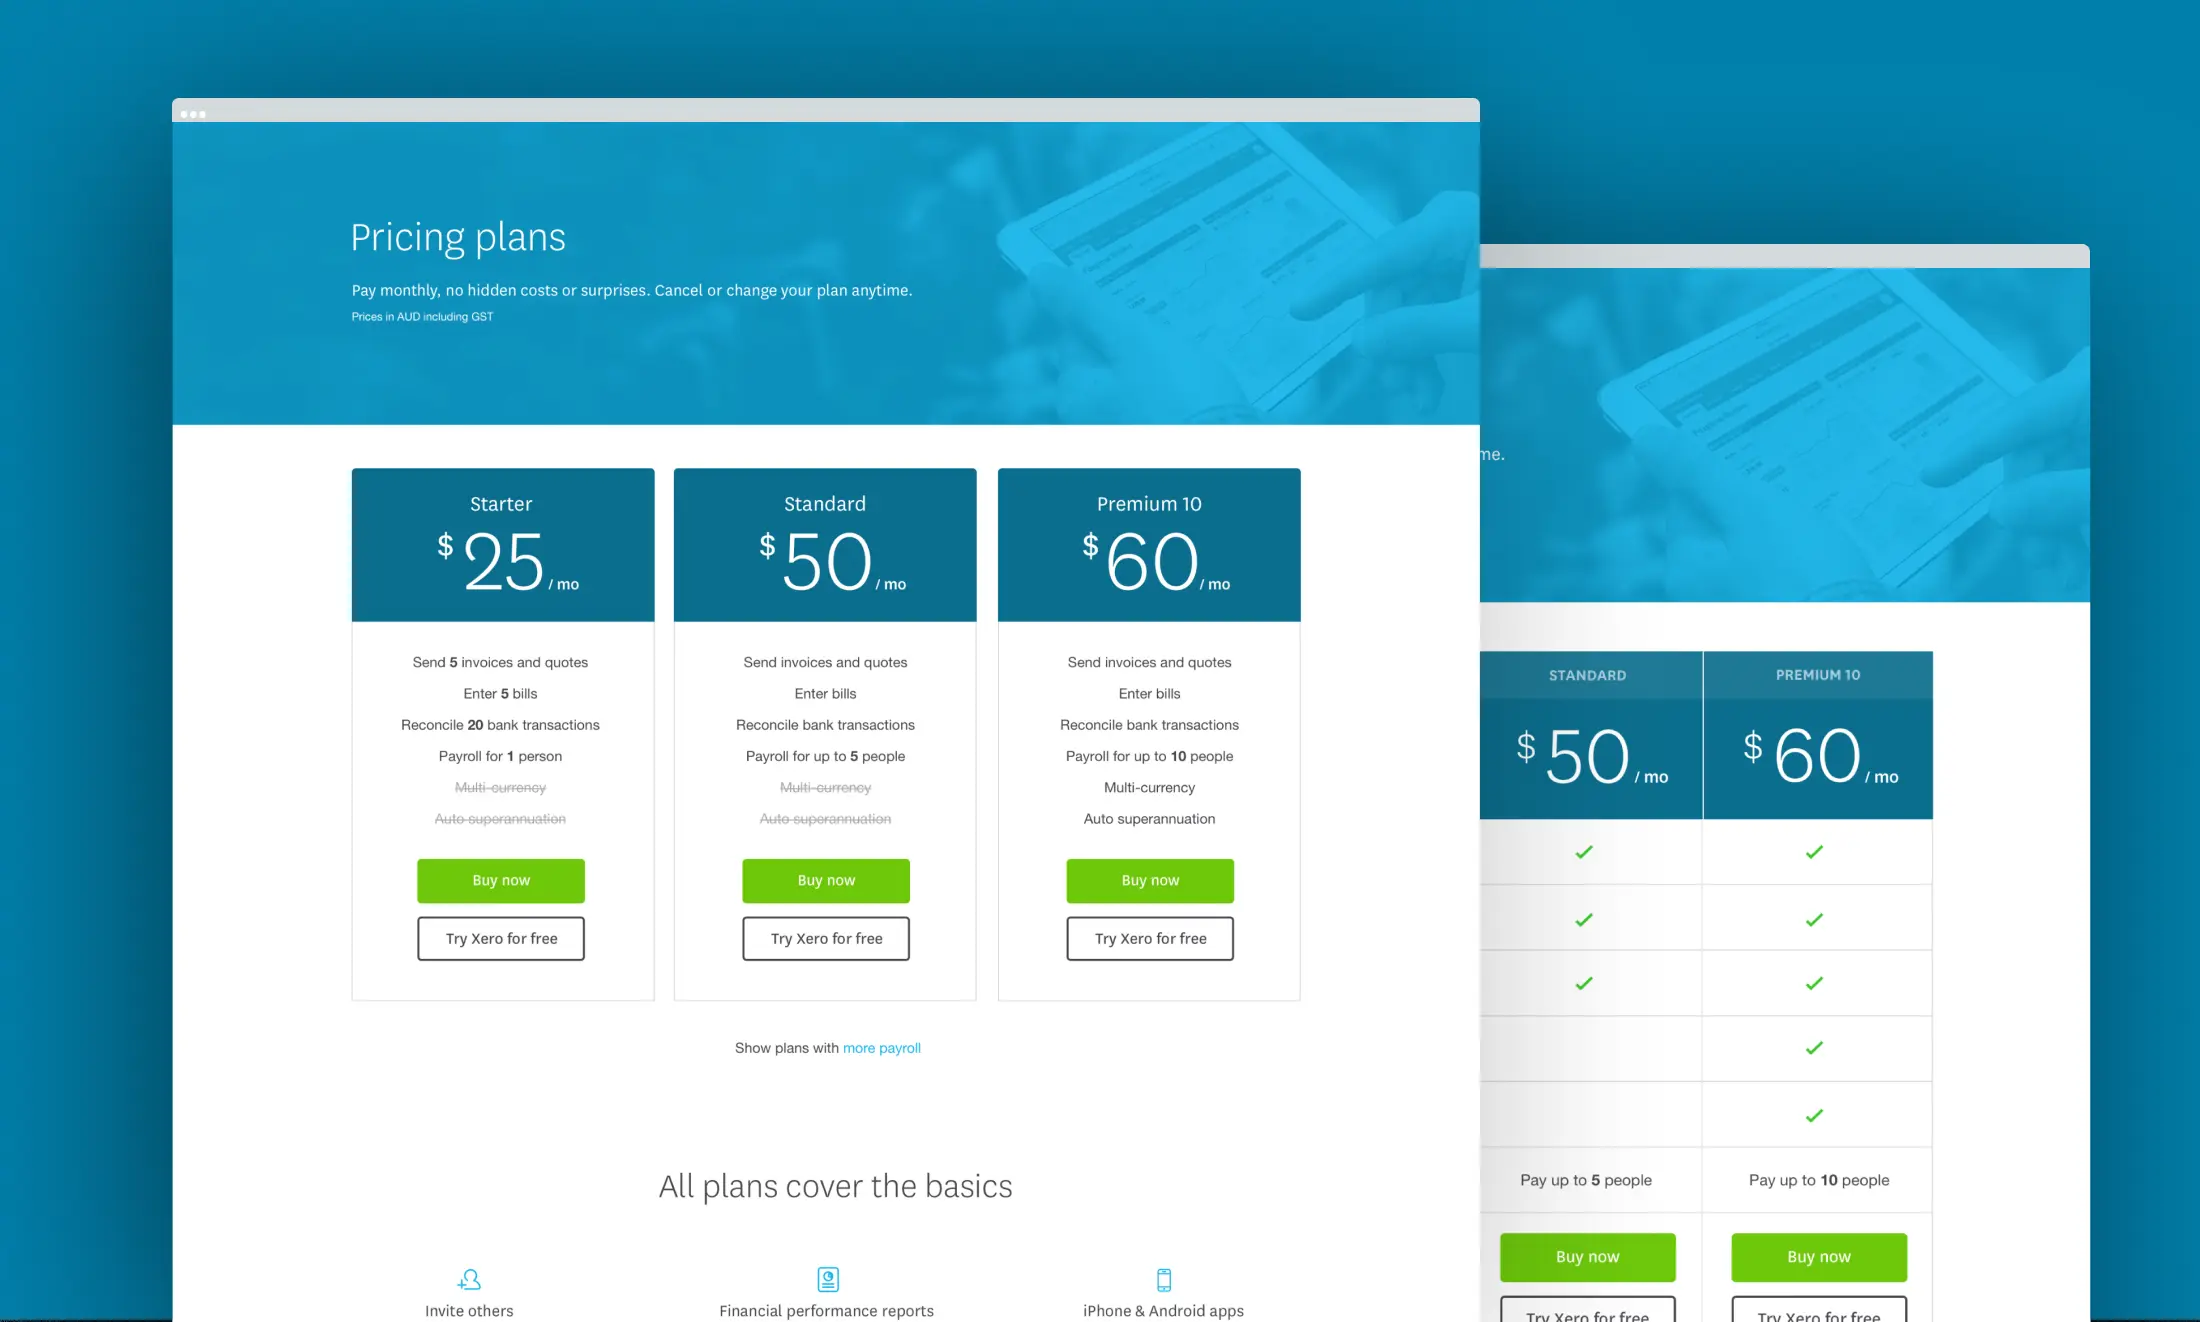 Pricing plans
Pay monthly, no hidden costs or surprises. Cancel or change your plan anytime.
Prices in AUD including GST
Starter
$25 / mo
Send 5 invoices and quotes
Enter 5 bills
Reconcile 20 bank transactions
Payroll for 1 person
Multi-currency
Auto superannuation
Buy now
Try Xero for free
Standard
$50 / mo
Send invoices and quotes
Enter bills
Reconcile bank transactions
Payroll for up to 5 people
Multi-currency
Auto superannuation
Buy now
Try Xero for free
Premium 10
$60 / mo
Send invoices and quotes
Enter bills
Reconcile bank transactions
Payroll for up to 10 people
Multi-currency
Auto superannuation
Buy now
Try Xero for free
Show plans with more payroll
All plans cover the basics
Invite others
Financial performance reports
iPhone & Android apps
me.
STANDARD
$50 / mo
Pay up to 5 people
Buy now
Try Xero for free
PREMIUM 10
$60 / mo
Pay up to 10 people
Buy now
Try Xero for free